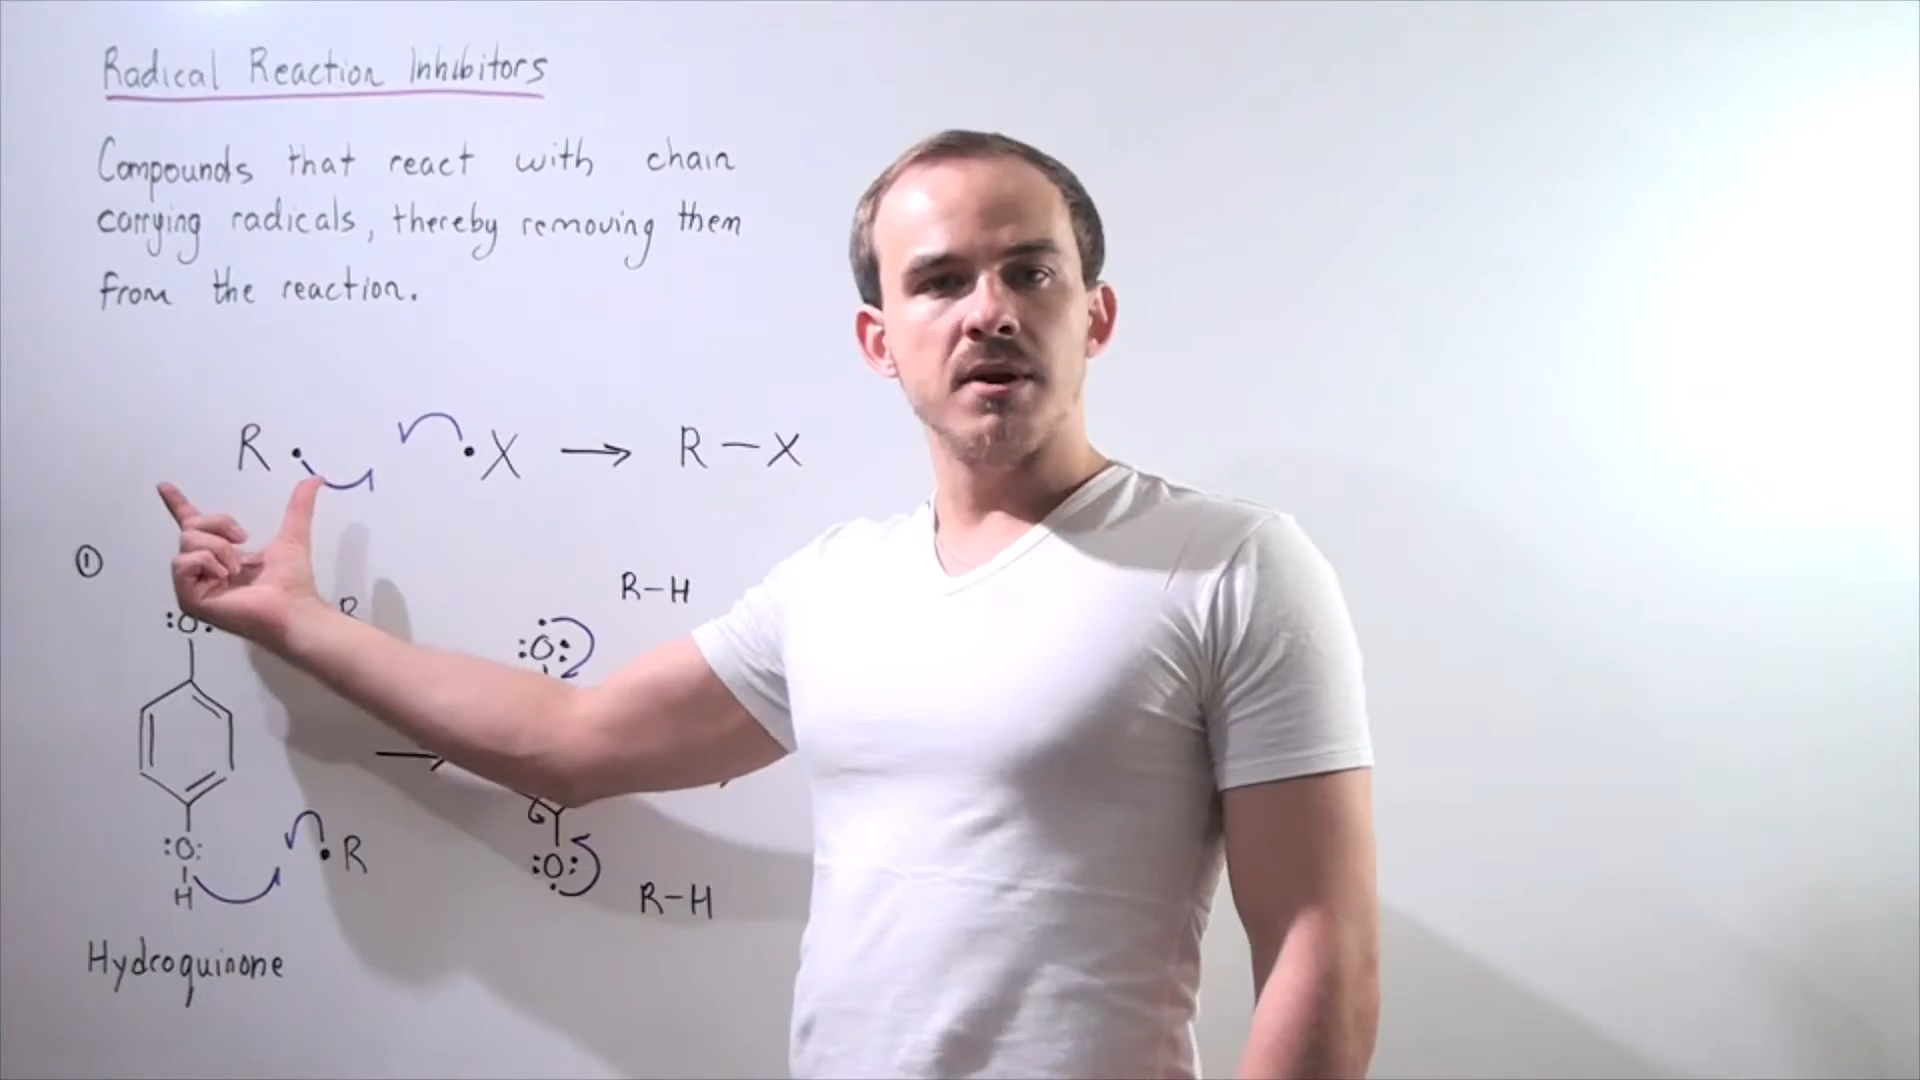 Radical Reaction Inhibitors
Compounds that react with chain
carrying radicals, thereby removing them
from the reaction.
R • •X → R–X
①
R–H
:O: R :O:
→
:O: •R :O:
H R–H
Hydroquinone